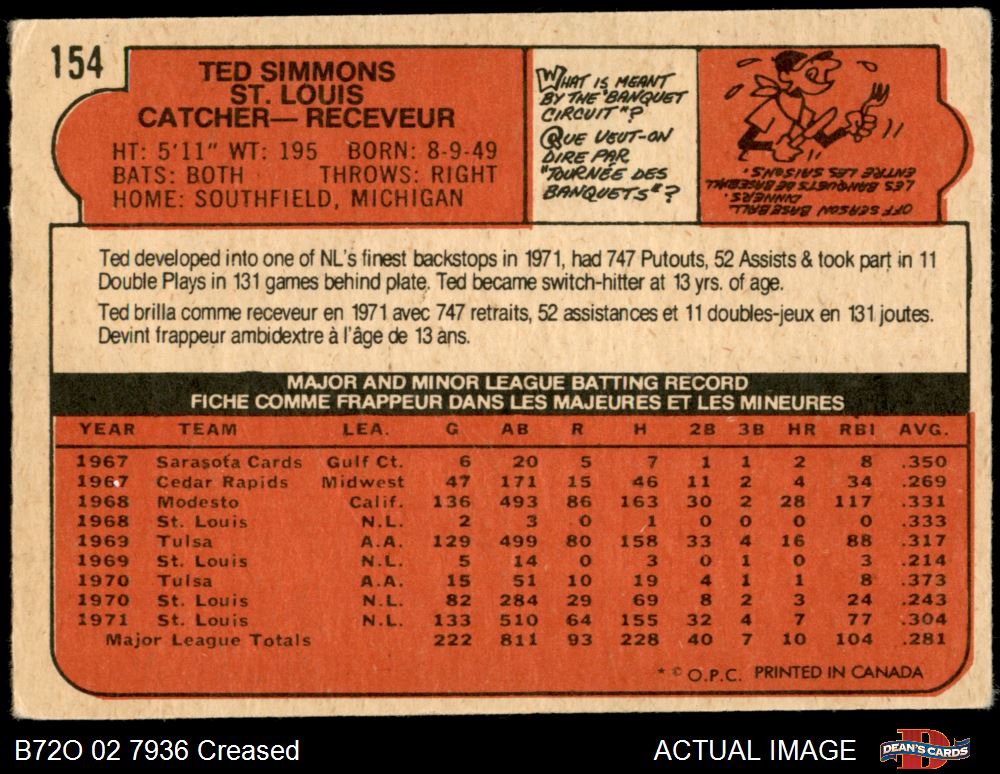 154
TED SIMMONS
ST. LOUIS
CATCHER — RECEVEUR
HT: 5'11" WT: 195 BORN: 8-9-49
BATS: BOTH THROWS: RIGHT
HOME: SOUTHFIELD, MICHIGAN
WHAT IS MEANT
BY THE "BANQUET
CIRCUIT"?
QUE VEUT-ON
DIRE PAR
"TOURNÉE DES
BANQUETS"?
OFF SEASON BASEBALL
DINNERS.
LES BANQUETS DE BASEBALL
ENTRE LES SAISONS.
Ted developed into one of NL's finest backstops in 1971, had 747 Putouts, 52 Assists & took part in 11
Double Plays in 131 games behind plate. Ted became switch-hitter at 13 yrs. of age.
Ted brilla comme receveur en 1971 avec 747 retraits, 52 assistances et 11 doubles-jeux en 131 joutes.
Devint frappeur ambidextre à l'âge de 13 ans.
MAJOR AND MINOR LEAGUE BATTING RECORD
FICHE COMME FRAPPEUR DANS LES MAJEURES ET LES MINEURES
YEAR TEAM LEA. G AB R H 2B 3B HR RBI AVG.
1967 Sarasota Cards Gulf Ct. 6 20 5 7 1 1 2 8 .350
1967 Cedar Rapids Midwest 47 171 15 46 11 2 4 34 .269
1968 Modesto Calif. 136 493 86 163 30 2 28 117 .331
1968 St. Louis N.L. 2 3 0 1 0 0 0 0 .333
1969 Tulsa A.A. 129 499 80 158 33 4 16 88 .317
1969 St. Louis N.L. 5 14 0 3 0 1 0 3 .214
1970 Tulsa A.A. 15 51 10 19 4 1 1 8 .373
1970 St. Louis N.L. 82 284 29 69 8 2 3 24 .243
1971 St. Louis N.L. 133 510 64 155 32 4 7 77 .304
Major League Totals 222 811 93 228 40 7 10 104 .281
* © O.P.C. PRINTED IN CANADA
B72O 02 7936 Creased
ACTUAL IMAGE
DEAN'S CARDS